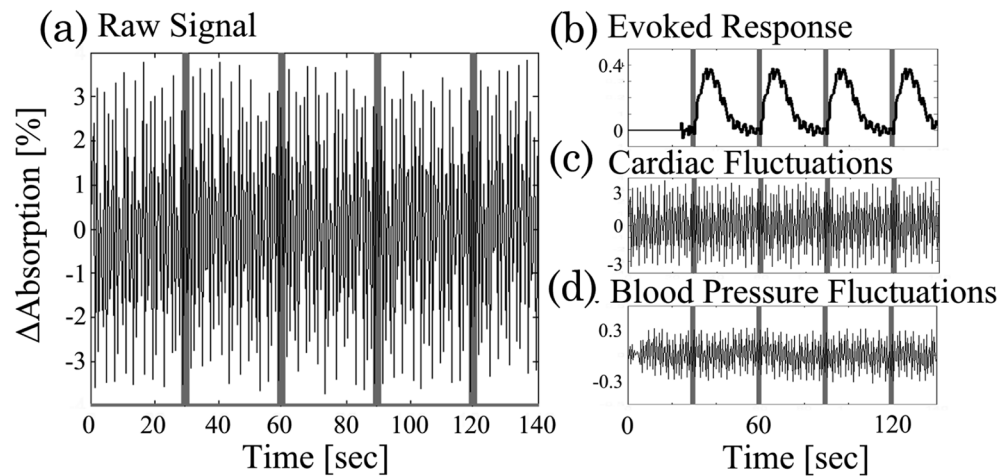 (a) Raw Signal
ΔAbsorption [%]
3
2
1
0
-1
-2
-3
0 20 40 60 80 100 120 140
Time [sec]
(b) Evoked Response
0.4
0
(c) Cardiac Fluctuations
3
0
-3
(d) Blood Pressure Fluctuations
0.3
-0.3
0 60 120
Time [sec]